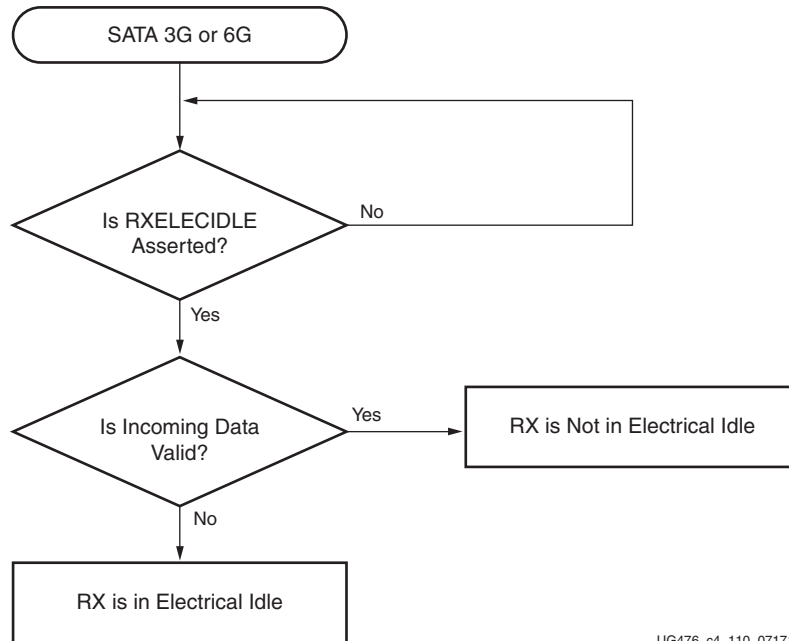 SATA 3G or 6G
Is RXELECIDLE
Asserted?
No
Yes
Is Incoming Data
Valid?
Yes
RX is Not in Electrical Idle
No
RX is in Electrical Idle